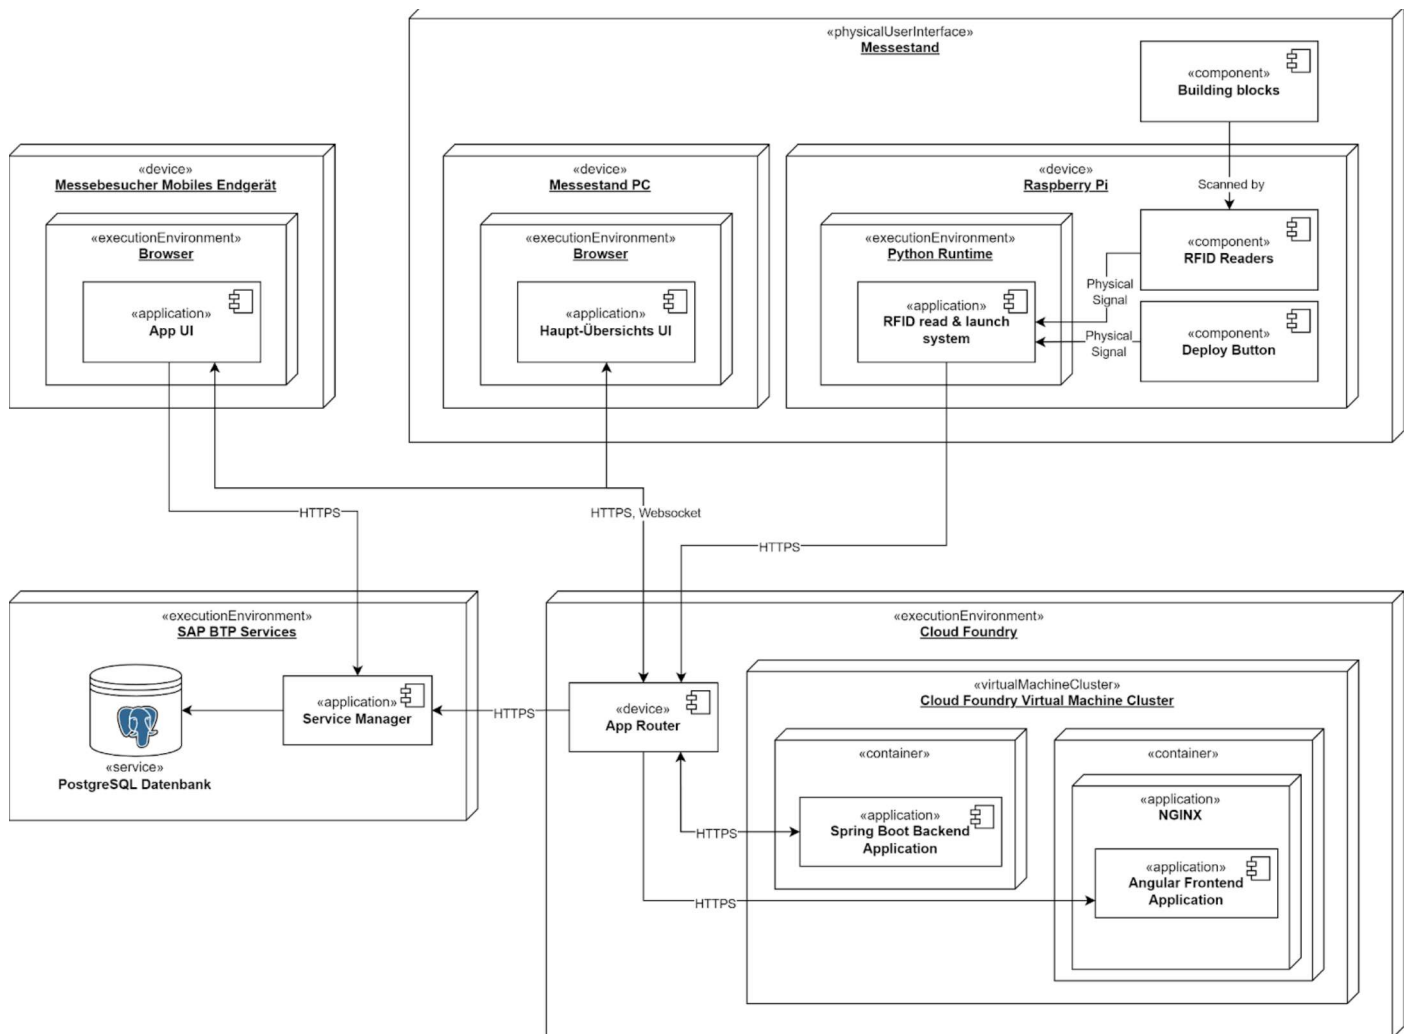 «physicalUserInterface»
Messestand
«component»
Building blocks
«device»
Messebesucher Mobiles Endgerät
«executionEnvironment»
Browser
«application»
App UI
«device»
Messestand PC
«executionEnvironment»
Browser
«application»
Haupt-Übersichts UI
«device»
Raspberry Pi
Scanned by
«executionEnvironment»
Python Runtime
«application»
RFID read & launch
system
«component»
RFID Readers
Physical
Signal
«component»
Deploy Button
Physical
Signal
HTTPS
HTTPS, Websocket
HTTPS
«executionEnvironment»
SAP BTP Services
«service»
PostgreSQL Datenbank
«application»
Service Manager
HTTPS
«executionEnvironment»
Cloud Foundry
«device»
App Router
«virtualMachineCluster»
Cloud Foundry Virtual Machine Cluster
«container»
«application»
Spring Boot Backend
Application
HTTPS
«container»
«application»
NGINX
«application»
Angular Frontend
Application
HTTPS